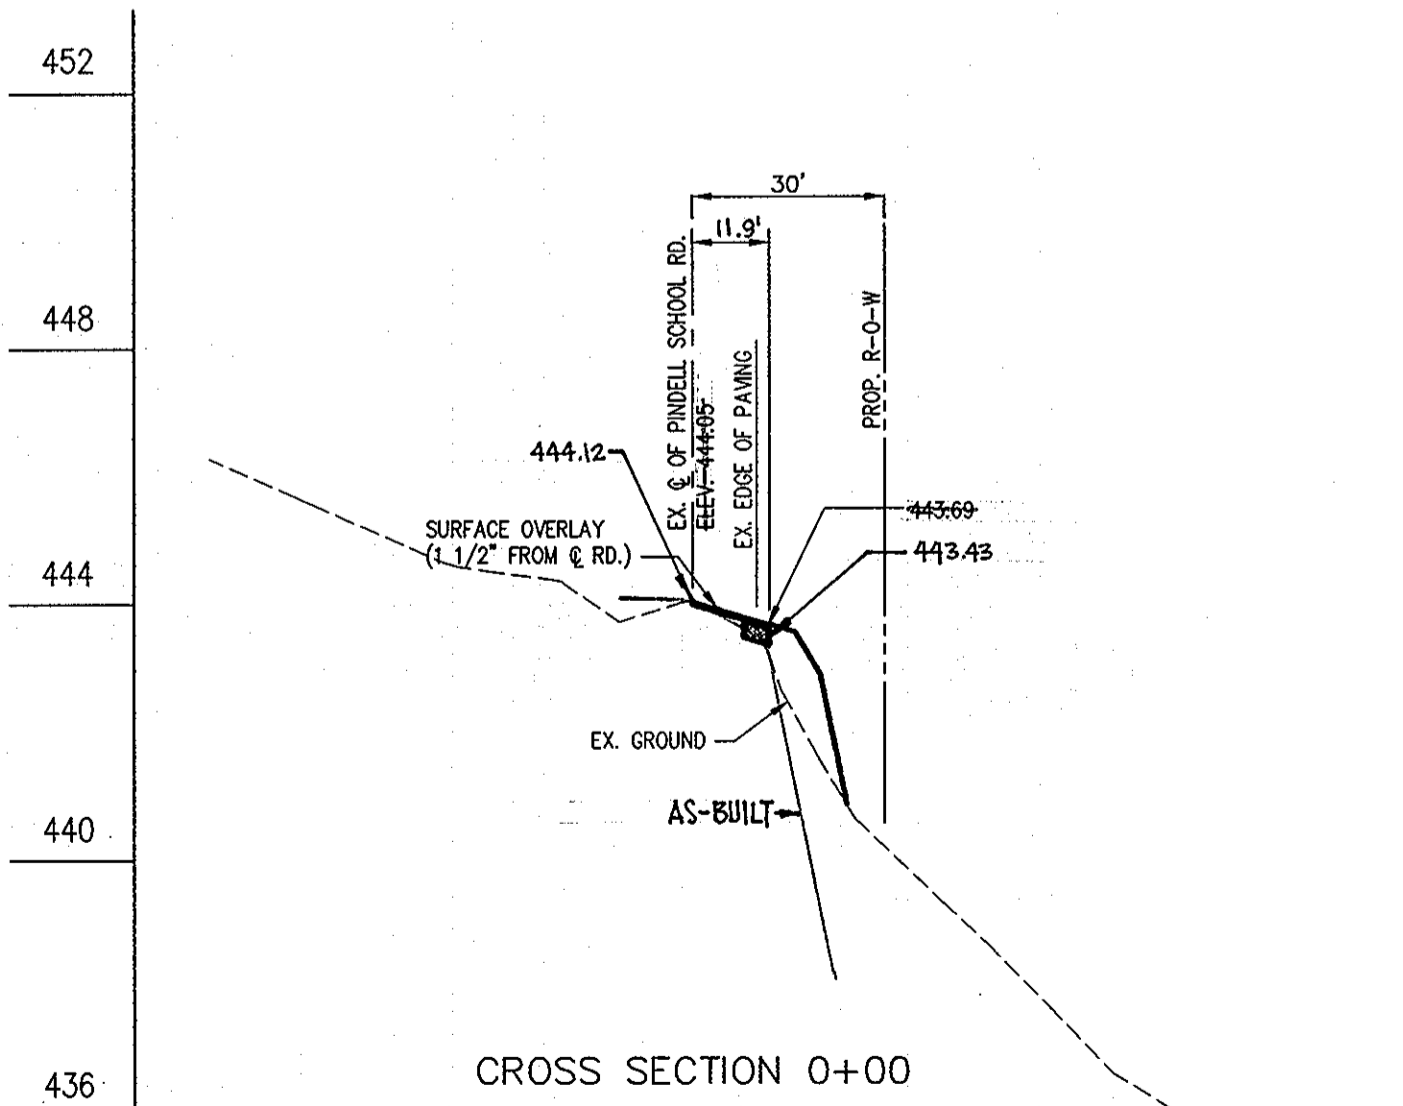 452
30'
11.9'
448
EX. ℄ OF PINDELL SCHOOL RD.
ELEV. 444.05
EX. EDGE OF PAVING
PROP. R-O-W
444.12
443.69
SURFACE OVERLAY
(1 1/2" FROM ℄ RD.)
443.43
444
EX. GROUND
AS-BUILT
440
CROSS SECTION 0+00
436